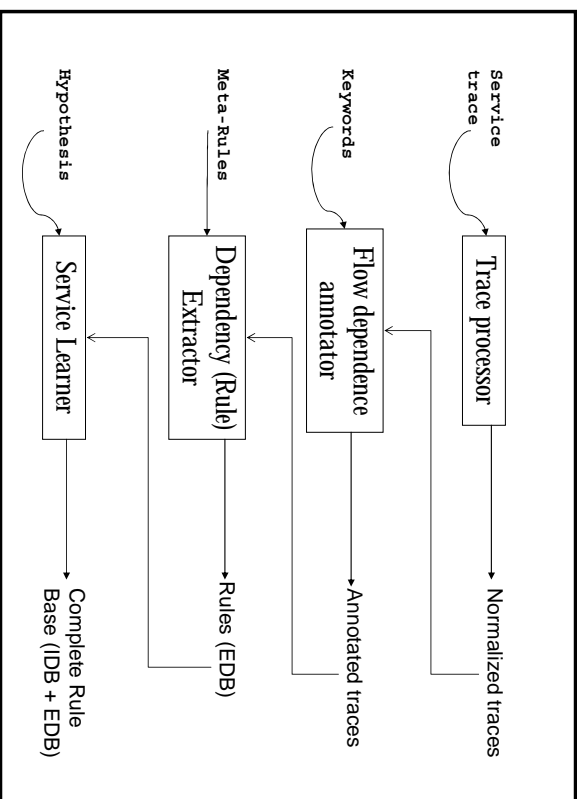 Service
trace
Trace processor
Normalized traces
Keywords
Flow dependence
annotator
Annotated traces
Meta-Rules
Dependency (Rule)
Extractor
Rules (EDB)
Hypothesis
Service Learner
Complete Rule
Base (IDB + EDB)